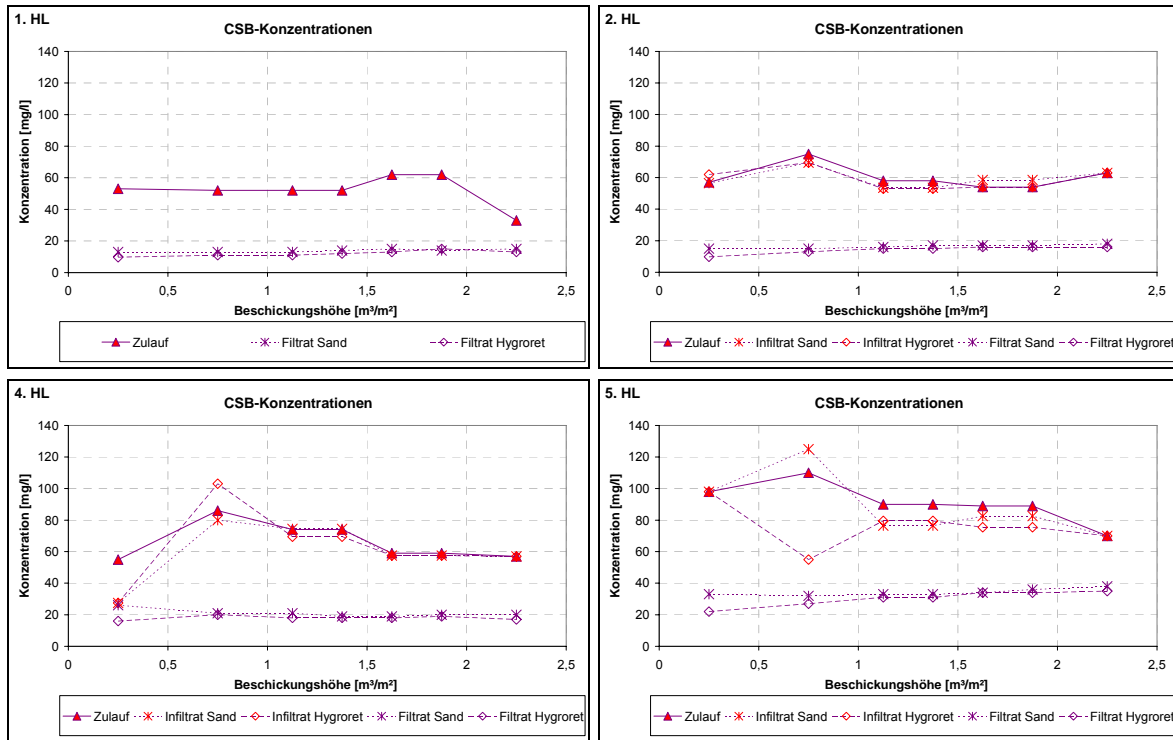 1. HL
CSB-Konzentrationen
Konzentration [mg/l]
140
120
100
80
60
40
20
0
0 0,5 1 1,5 2 2,5
Beschickungshöhe [m³/m²]
Zulauf Filtrat Sand Filtrat Hygroret
2. HL
CSB-Konzentrationen
Konzentration [mg/l]
140
120
100
80
60
40
20
0
0 0,5 1 1,5 2 2,5
Beschickungshöhe [m³/m²]
Zulauf Infiltrat Sand Infiltrat Hygroret Filtrat Sand Filtrat Hygroret
4. HL
CSB-Konzentrationen
Konzentration [mg/l]
140
120
100
80
60
40
20
0
0 0,5 1 1,5 2 2,5
Beschickungshöhe [m³/m²]
Zulauf Infiltrat Sand Infiltrat Hygroret Filtrat Sand Filtrat Hygroret
5. HL
CSB-Konzentrationen
Konzentration [mg/l]
140
120
100
80
60
40
20
0
0 0,5 1 1,5 2 2,5
Beschickungshöhe [m³/m²]
Zulauf Infiltrat Sand Infiltrat Hygroret Filtrat Sand Filtrat Hygroret